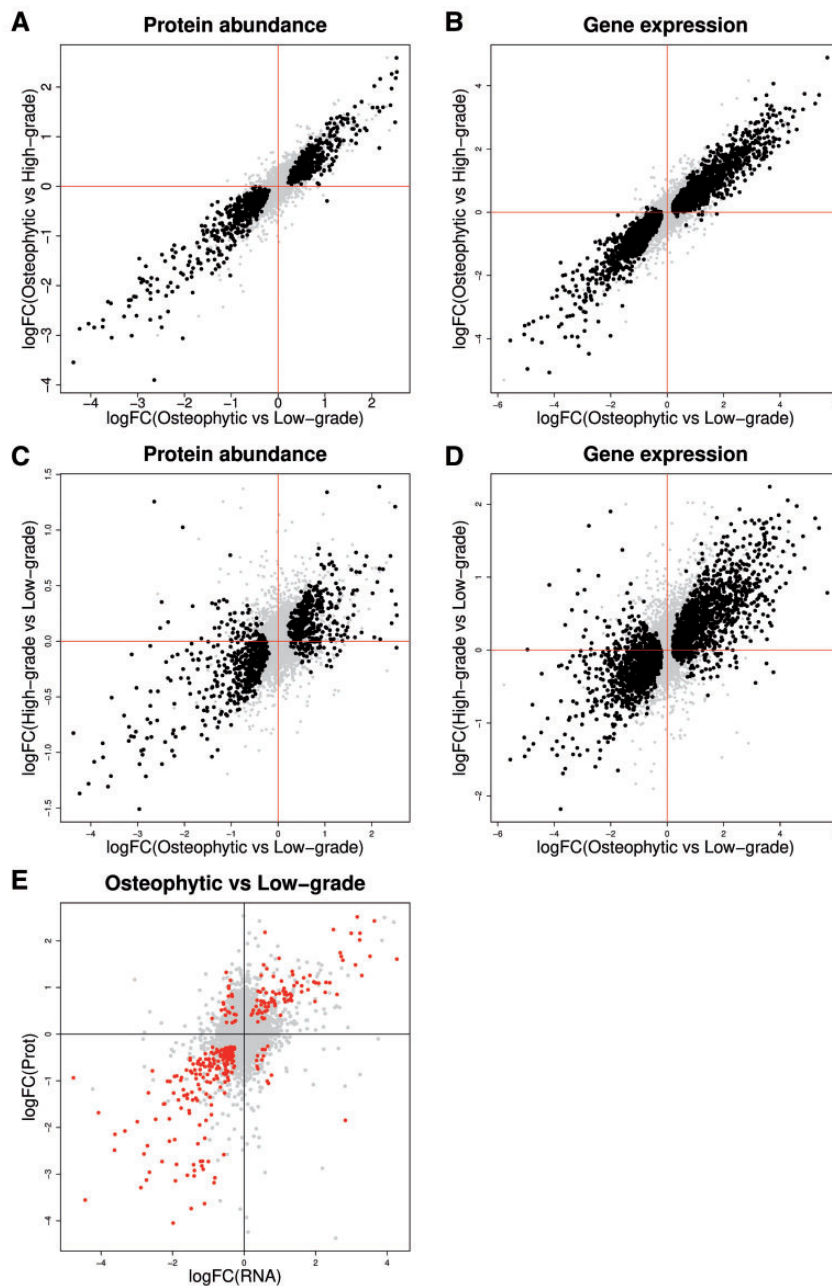 A
Protein abundance
2
1
0
−1
−2
−3
−4
logFC(Osteophytic vs High−grade)
−4 −3 −2 −1 0 1 2
logFC(Osteophytic vs Low−grade)
B
Gene expression
4
2
0
−2
−4
logFC(Osteophytic vs High−grade)
−6 −4 −2 0 2 4
logFC(Osteophytic vs Low−grade)
C
Protein abundance
1.5
1.0
0.5
0.0
−0.5
−1.0
−1.5
logFC(High−grade vs Low−grade)
−4 −3 −2 −1 0 1 2
logFC(Osteophytic vs Low−grade)
D
Gene expression
2
1
0
−1
−2
logFC(High−grade vs Low−grade)
−6 −4 −2 0 2 4
logFC(Osteophytic vs Low−grade)
E
Osteophytic vs Low−grade
2
1
0
−1
−2
−3
−4
logFC(Prot)
−4 −2 0 2 4
logFC(RNA)